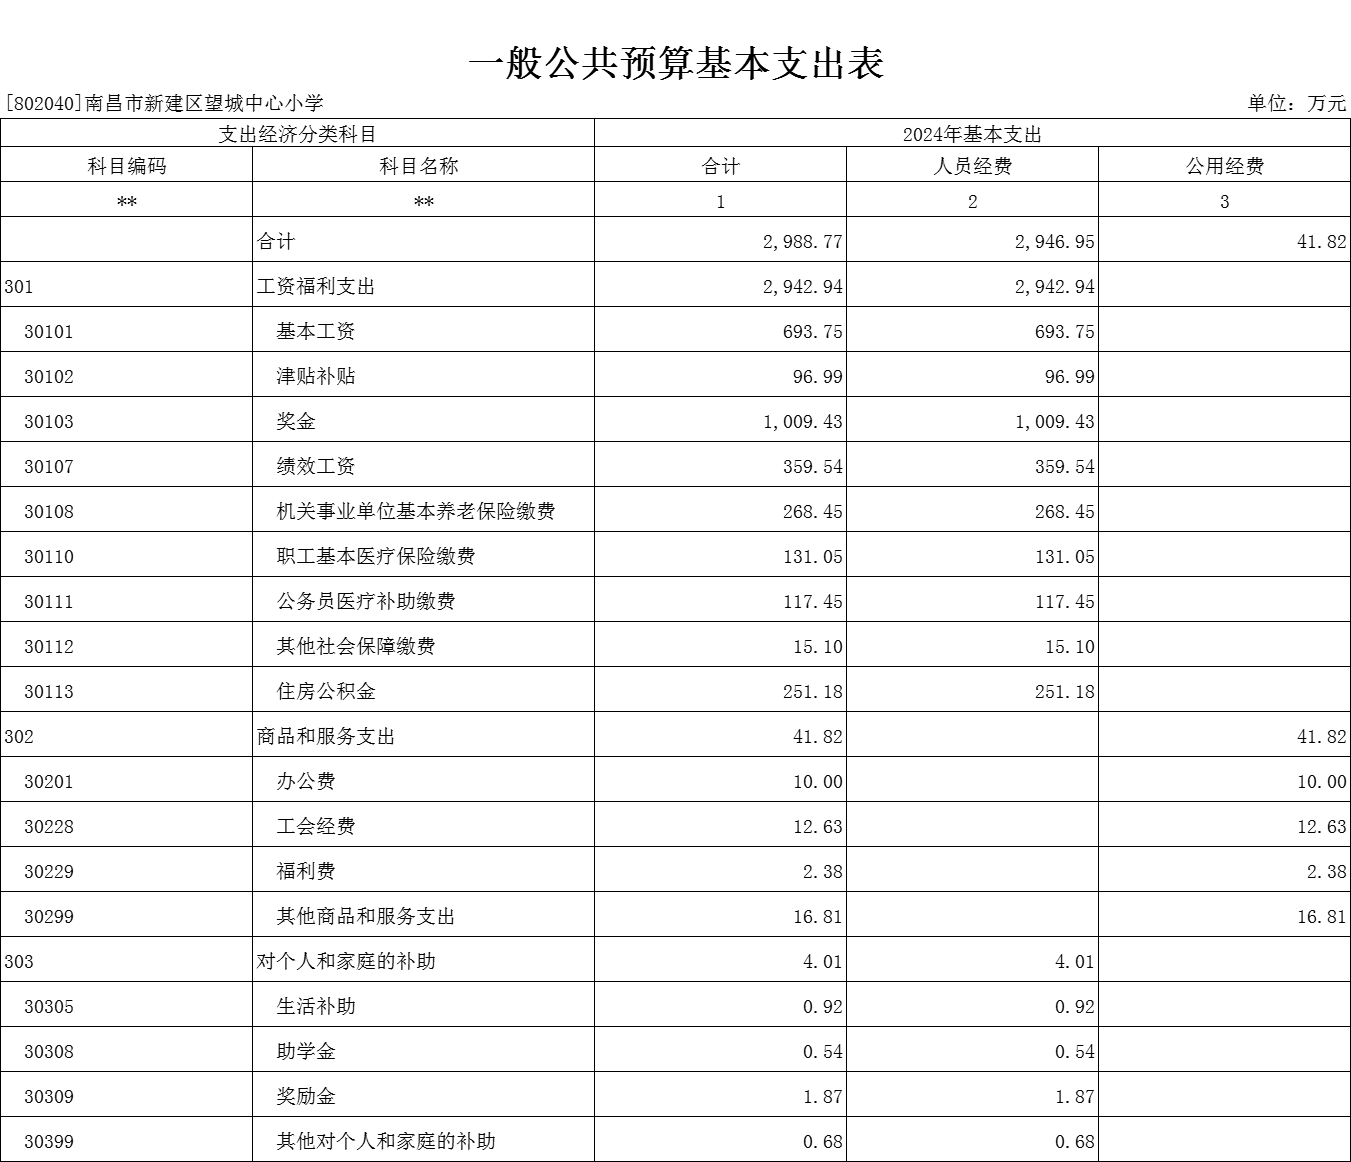 一般公共预算基本支出表
[802040]南昌市新建区望城中心小学 单位：万元
支出经济分类科目 2024年基本支出
科目编码 科目名称 合计 人员经费 公用经费
** ** 1 2 3
合计 2,988.77 2,946.95 41.82
301 工资福利支出 2,942.94 2,942.94
30101 基本工资 693.75 693.75
30102 津贴补贴 96.99 96.99
30103 奖金 1,009.43 1,009.43
30107 绩效工资 359.54 359.54
30108 机关事业单位基本养老保险缴费 268.45 268.45
30110 职工基本医疗保险缴费 131.05 131.05
30111 公务员医疗补助缴费 117.45 117.45
30112 其他社会保障缴费 15.10 15.10
30113 住房公积金 251.18 251.18
302 商品和服务支出 41.82 41.82
30201 办公费 10.00 10.00
30228 工会经费 12.63 12.63
30229 福利费 2.38 2.38
30299 其他商品和服务支出 16.81 16.81
303 对个人和家庭的补助 4.01 4.01
30305 生活补助 0.92 0.92
30308 助学金 0.54 0.54
30309 奖励金 1.87 1.87
30399 其他对个人和家庭的补助 0.68 0.68